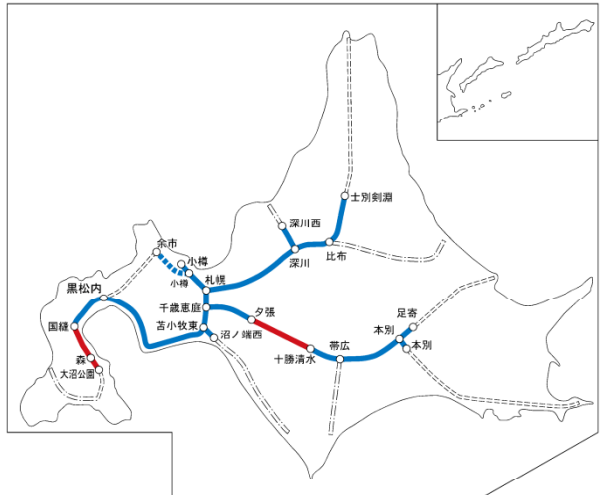 士別剣淵
深川西
余市
小樽
比布
深川
小樽
札幌
黒松内
千歳恵庭
夕張
足寄
国縫
苫小牧東
沼ノ端西
本別
帯広
本別
森
十勝清水
大沼公園